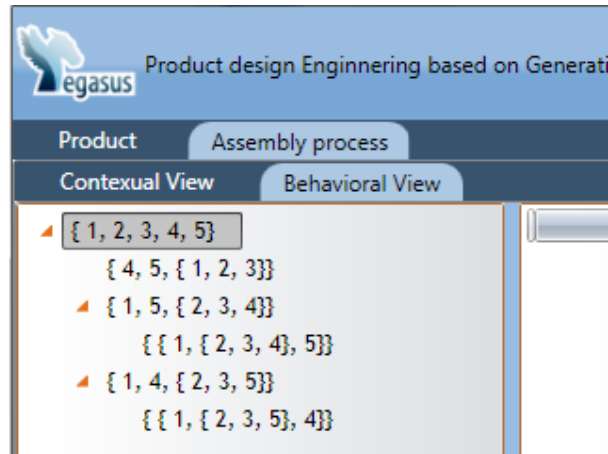 Pegasus
Product design Enginnering based on Generati
Product Assembly process
Contexual View Behavioral View
{ 1, 2, 3, 4, 5}
{ 4, 5, { 1, 2, 3}}
{ 1, 5, { 2, 3, 4}}
{ { 1, { 2, 3, 4}, 5}}
{ 1, 4, { 2, 3, 5}}
{ { 1, { 2, 3, 5}, 4}}